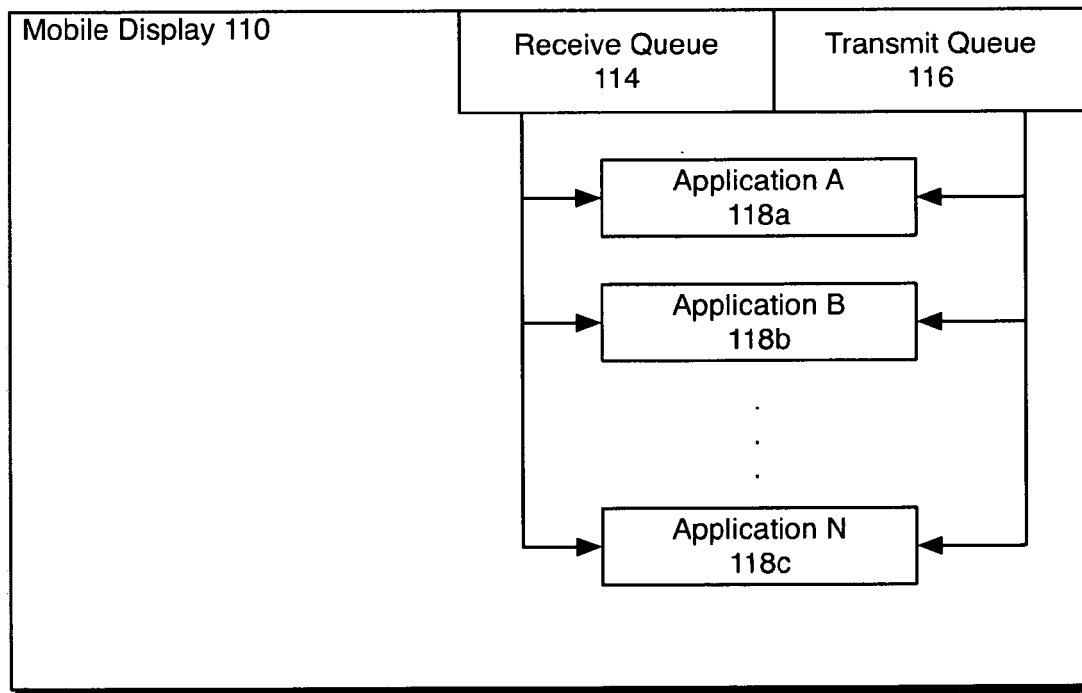 Mobile Display 110
Receive Queue
114
Transmit Queue
116
Application A
118a
Application B
118b
.
.
.
Application N
118c